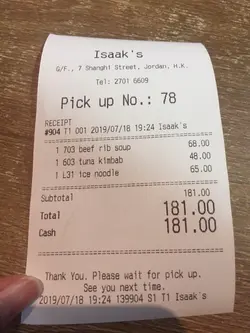 Isaak's
G/F., 7 Shanghi Street, Jordan, H.K.
Tel: 2701 6609
Pick up No.: 78
RECEIPT
#904 T1 001 2019/07/18 19:24 Isaak's
1 703 beef rib soup 68.00
1 603 tuna kimbab 48.00
1 L31 ice noodle 65.00
Subtotal 181.00
Total 181.00
Cash 181.00
Thank You. Please wait for pick up.
See you next time.
2019/07/18 19:24 139904 S1 T1 Isaak's